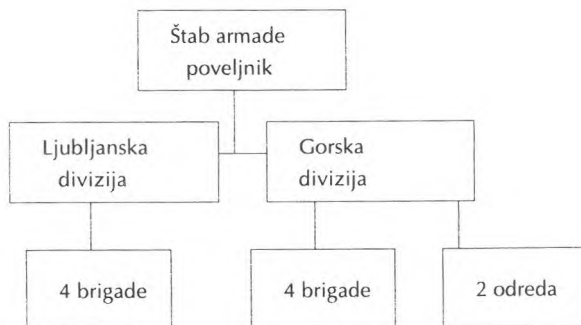 Štab armade
poveljnik
Ljubljanska
divizija
Gorska
divizija
4 brigade
4 brigade
2 odreda